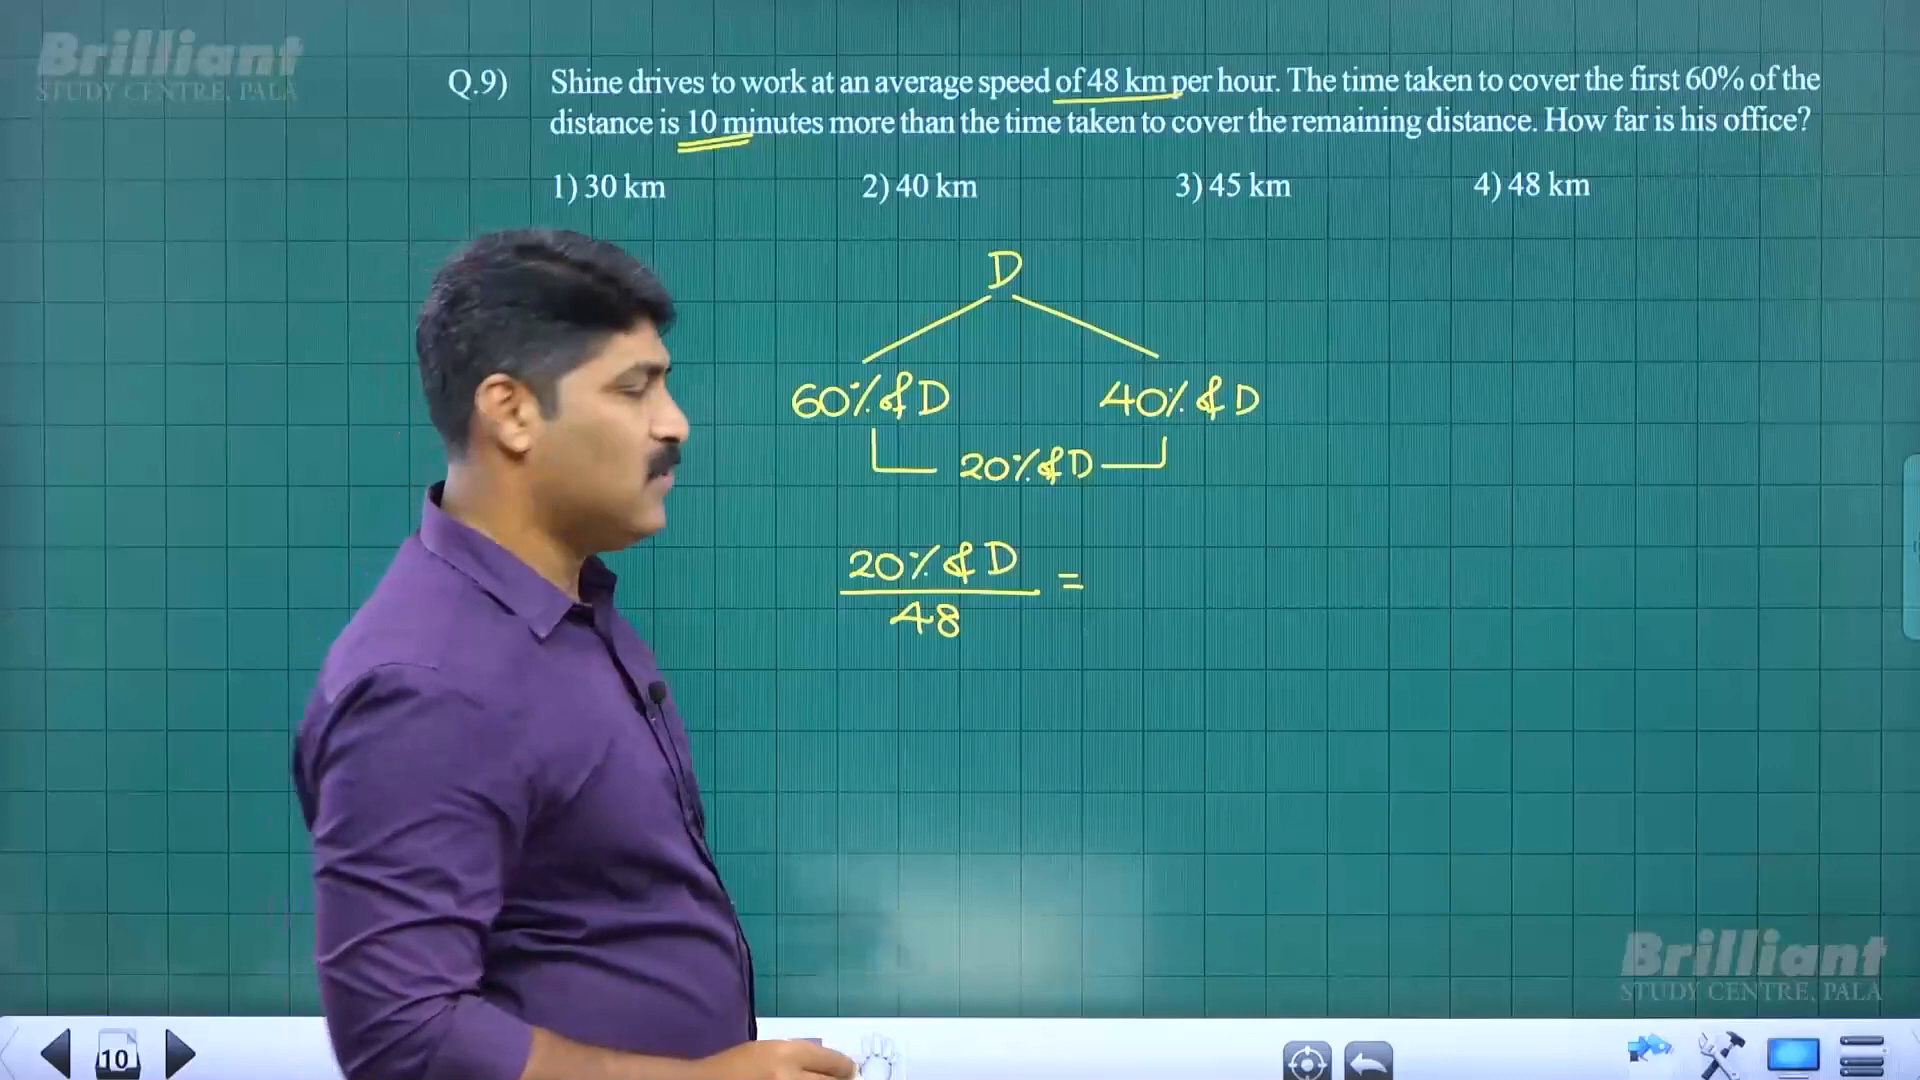 Brilliant
STUDY CENTRE, PALA
Q.9) Shine drives to work at an average speed of 48 km per hour. The time taken to cover the first 60% of the
distance is 10 minutes more than the time taken to cover the remaining distance. How far is his office?
1) 30 km 2) 40 km 3) 45 km 4) 48 km
D
60% of D 40% of D
20% of D
20% of D
=
48
Brilliant
STUDY CENTRE, PALA
10